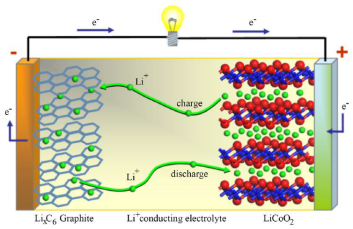 e⁻ e⁻
- +
Li⁺
charge
e⁻ e⁻
Li⁺
discharge
LiₓC₆ Graphite Li⁺conducting electrolyte LiCoO₂